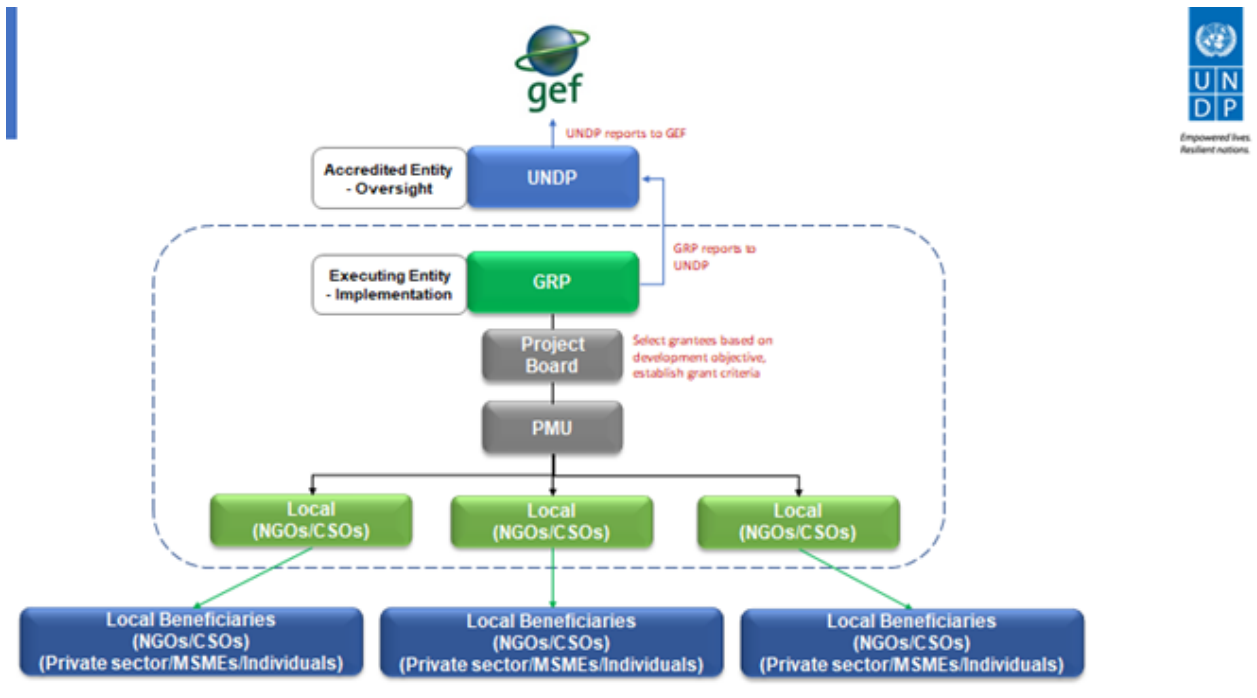 gef
U N
D P
Empowered lives.
Resilient nations.
UNDP reports to GEF
Accredited Entity
- Oversight
UNDP
GRP reports to
UNDP
Executing Entity
- Implementation
GRP
Project
Board
Select grantees based on
development objective,
establish grant criteria
PMU
Local
(NGOs/CSOs)
Local
(NGOs/CSOs)
Local
(NGOs/CSOs)
Local Beneficiaries
(NGOs/CSOs)
(Private sector/MSMEs/Individuals)
Local Beneficiaries
(NGOs/CSOs)
(Private sector/MSMEs/Individuals)
Local Beneficiaries
(NGOs/CSOs)
(Private sector/MSMEs/Individuals)